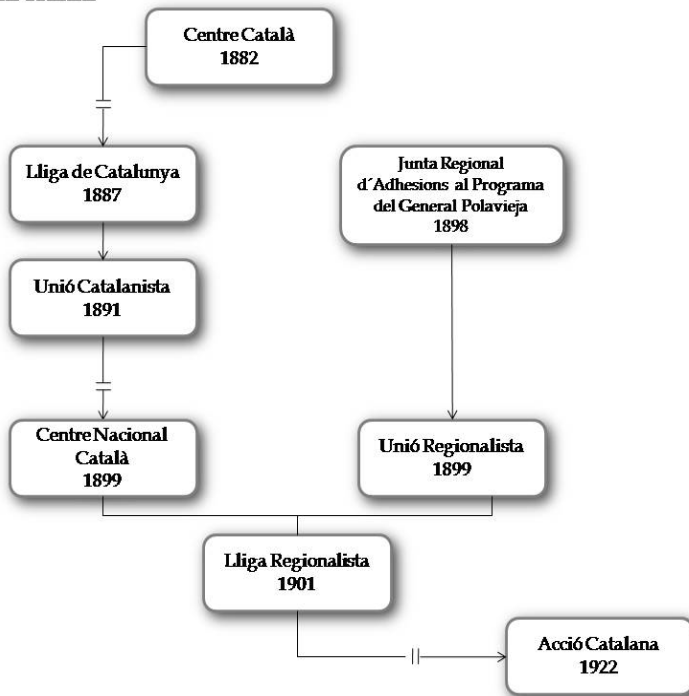 Centre Català
1882
Lliga de Catalunya
1887
Junta Regional
d´Adhesions al Programa
del General Polavieja
1898
Unió Catalanista
1891
Centre Nacional
Català
1899
Unió Regionalista
1899
Lliga Regionalista
1901
Acció Catalana
1922